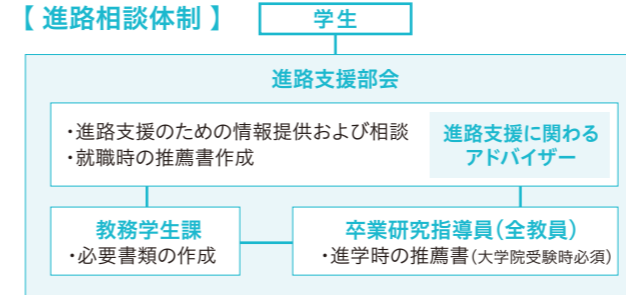 【 進路相談体制 】
学生
進路支援部会
・進路支援のための情報提供および相談
・就職時の推薦書作成
進路支援に関わる
アドバイザー
教務学生課
・必要書類の作成
卒業研究指導員(全教員)
・進学時の推薦書(大学院受験時必須)